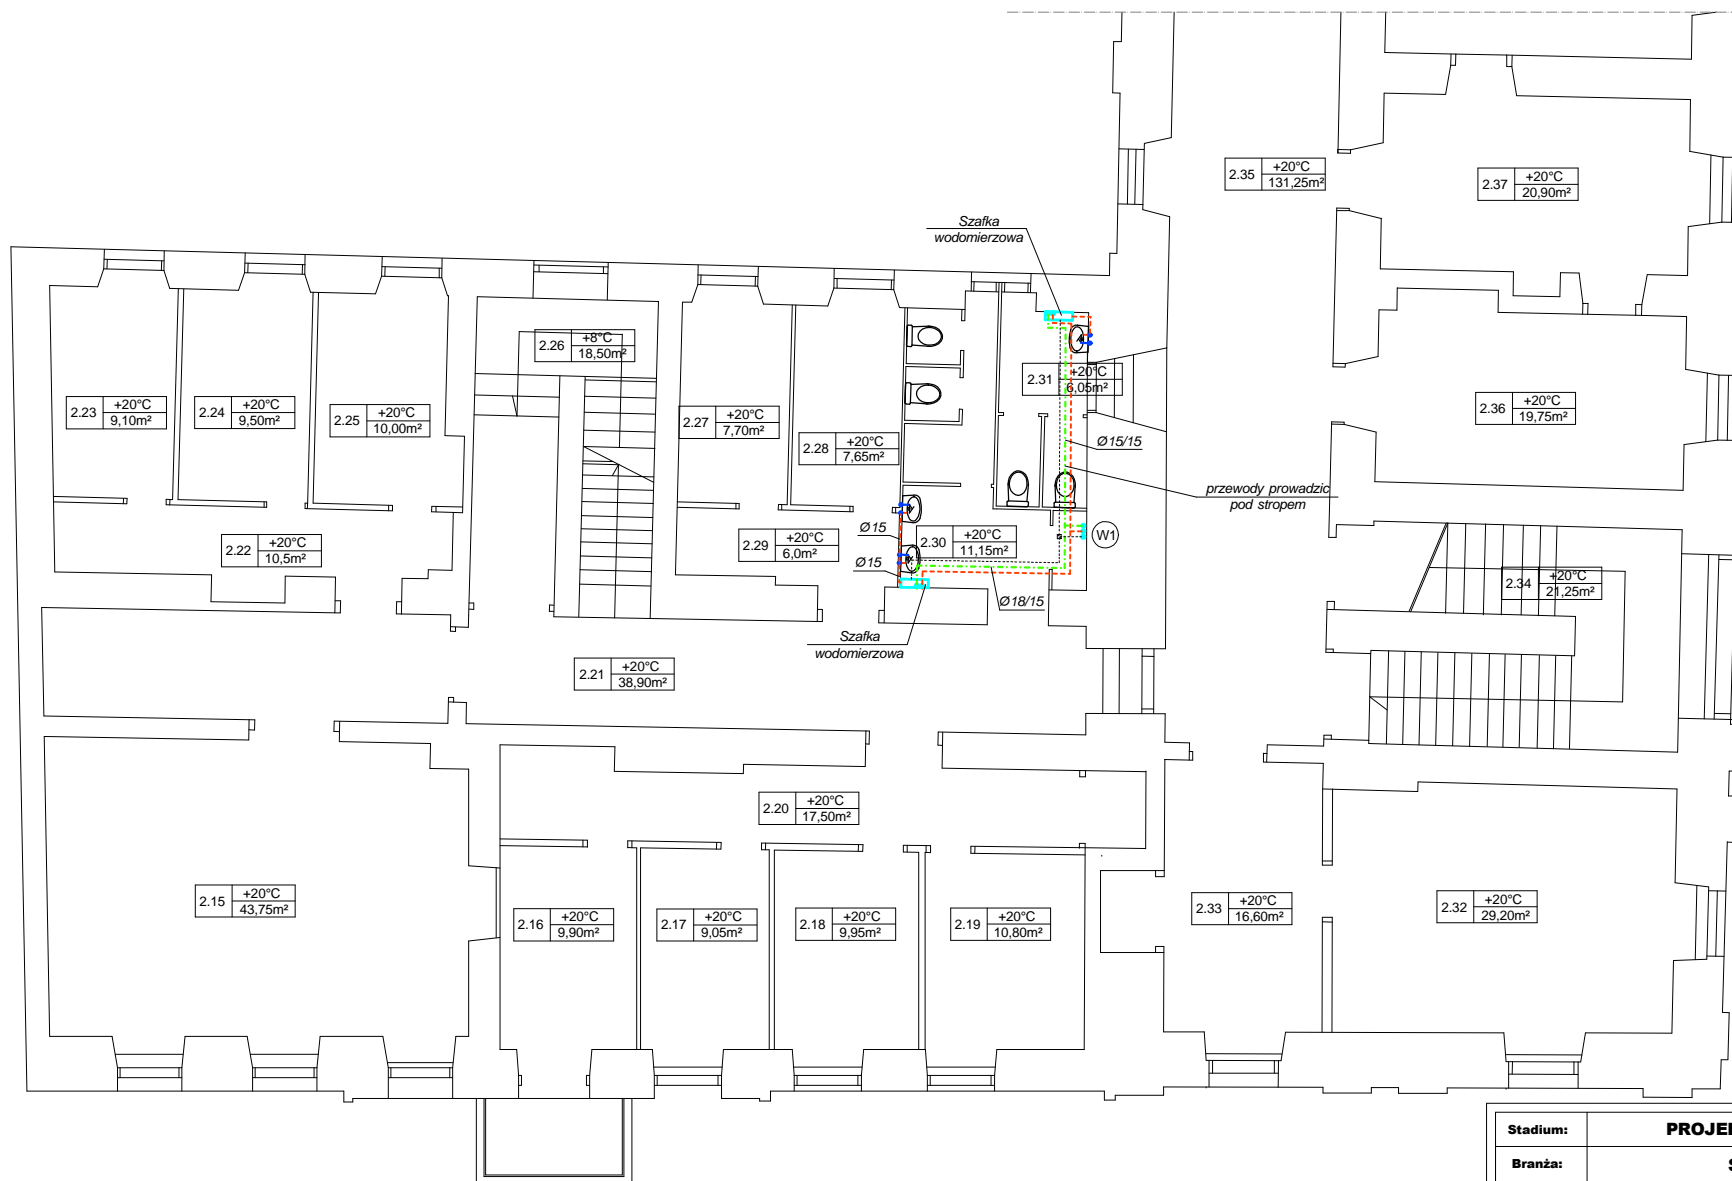 2.35 +20°C
131,25m²
2.37 +20°C
20,90m²
Szafka
wodomierzowa
2.26 +8°C
18,50m²
2.31 +20°C
6,05m²
2.23 +20°C
9,10m²
2.24 +20°C
9,50m²
2.25 +20°C
10,00m²
2.27 +20°C
7,70m²
2.28 +20°C
7,65m²
2.36 +20°C
19,75m²
Ø15/15
przewody prowadzic
pod stropem
Ø15
2.22 +20°C
10,5m²
2.29 +20°C
6,0m²
2.30 +20°C
11,15m²
W1
Ø15
2.34 +20°C
21,25m²
Ø18/15
Szafka
wodomierzowa
2.21 +20°C
38,90m²
2.20 +20°C
17,50m²
2.15 +20°C
43,75m²
2.16 +20°C
9,90m²
2.17 +20°C
9,05m²
2.18 +20°C
9,95m²
2.19 +20°C
10,80m²
2.33 +20°C
16,60m²
2.32 +20°C
29,20m²
Stadium: PROJE
Branża: